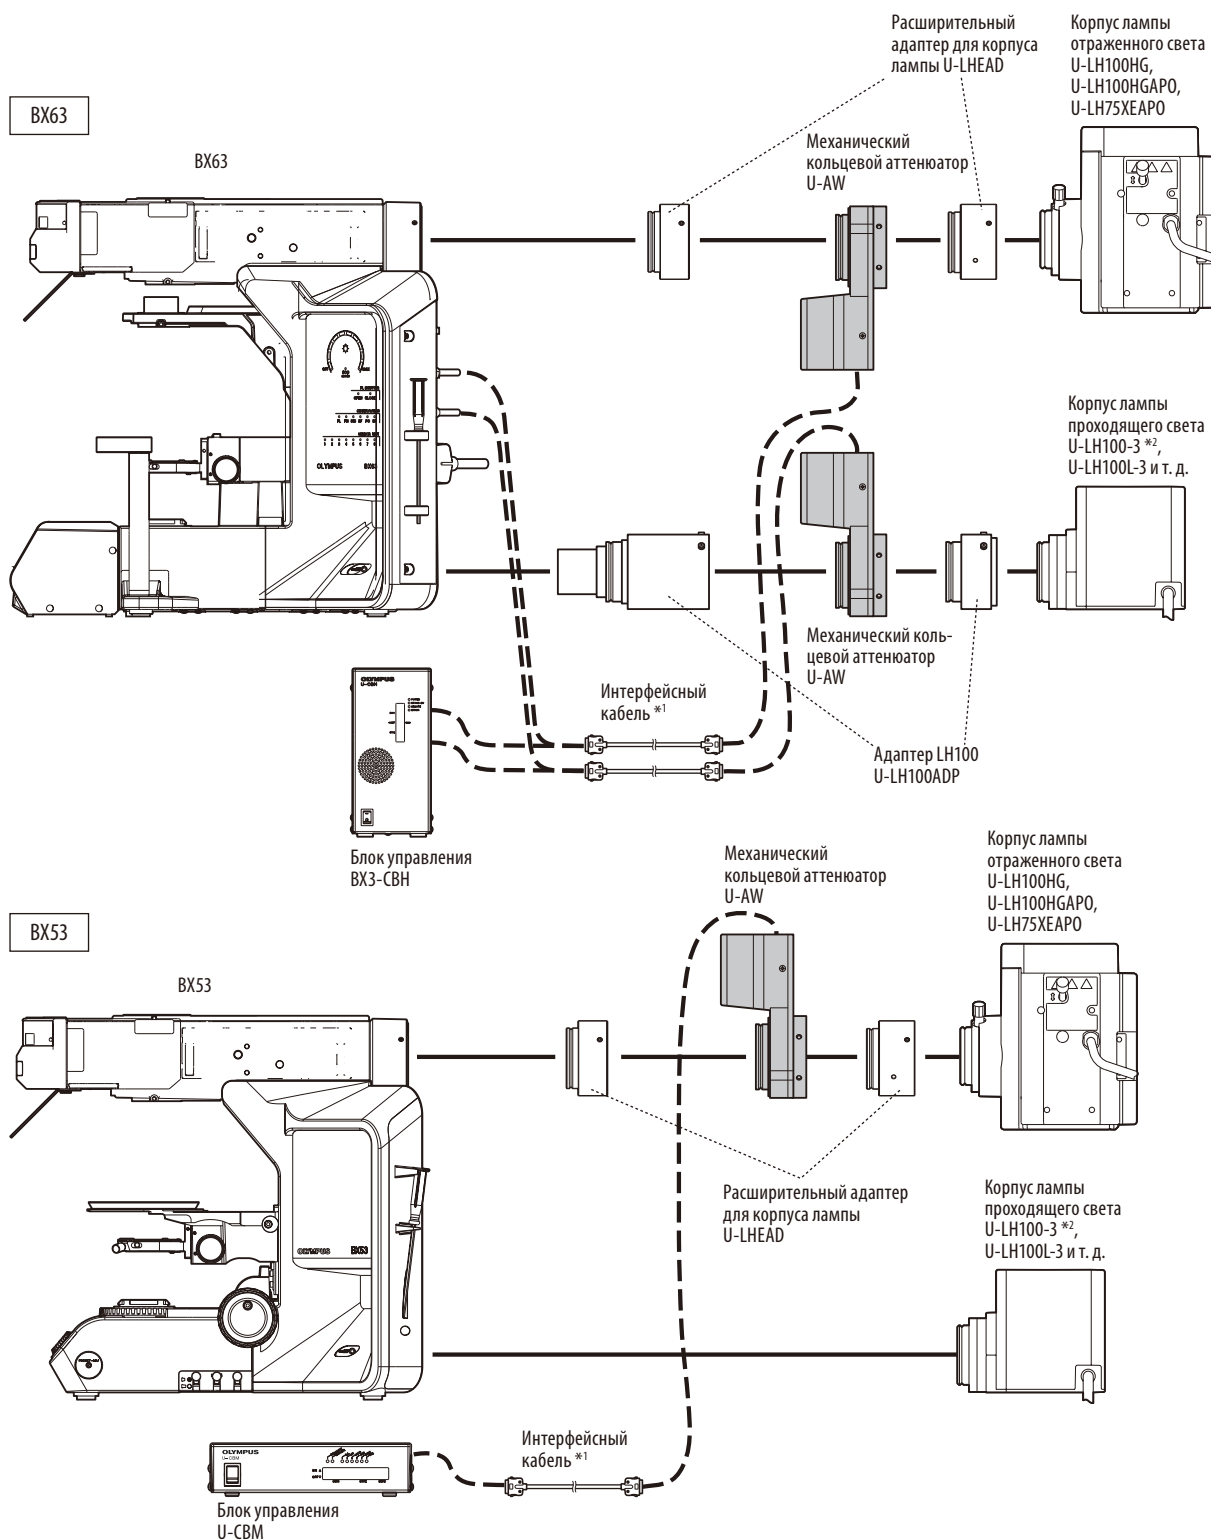 Расширительный
адаптер для корпуса
лампы U-LHEAD
Корпус лампы
отраженного света
U-LH100HG,
U-LH100HGAPO,
U-LH75XEAPO
BX63
Механический
кольцевой аттенюатор
U-AW
BX63
Корпус лампы
проходящего света
U-LH100-3 *2,
U-LH100L-3 и т. д.
OLYMPUS BX63
Механический коль-
цевой аттенюатор
U-AW
OLYMPUS
U-CBH
Интерфейсный
кабель *1
Адаптер LH100
U-LH100ADP
Блок управления
BX3-CBH
Механический
кольцевой аттенюатор
U-AW
Корпус лампы
отраженного света
U-LH100HG,
U-LH100HGAPO,
U-LH75XEAPO
BX53
BX53
Расширительный адаптер
для корпуса лампы
U-LHEAD
Корпус лампы
проходящего света
U-LH100-3 *2,
U-LH100L-3 и т. д.
OLYMPUS BX53
OLYMPUS
U-CBM
Интерфейсный
кабель *1
Блок управления
U-CBM